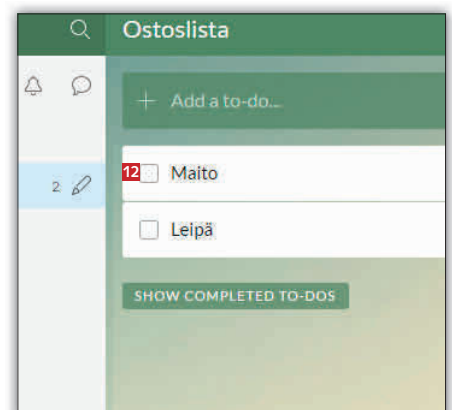 Ostoslista
+ Add a to-do...
12 Maito
2
Leipä
SHOW COMPLETED TO-DOS